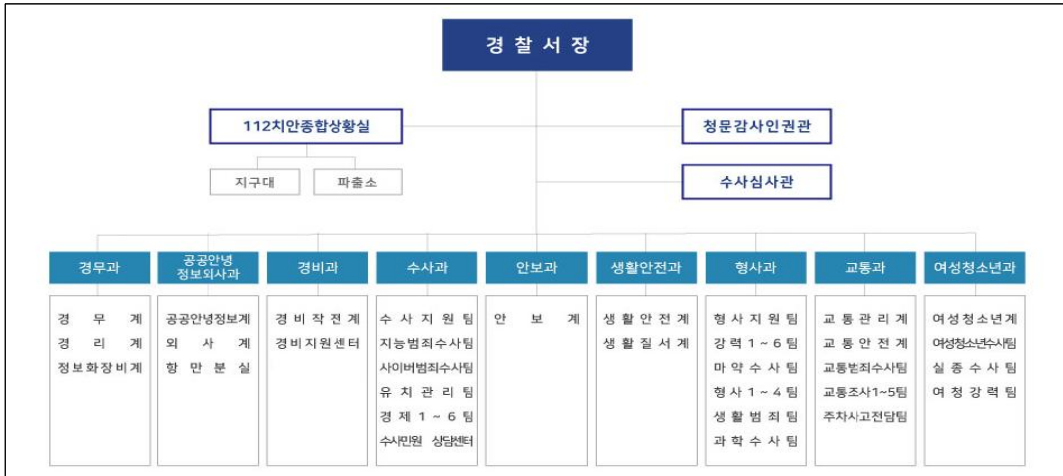 경 찰 서 장
112치안종합상황실
청문감사인권관
지구대
파출소
수사심사관
경무과
공공안녕
정보외사과
경비과
수사과
안보과
생활안전과
형사과
교통과
여성청소년과
경 무 계
경 리 계
정보화장비계
공공안녕정보계
외 사 계
항 만 분 실
경 비 작 전 계
경비지원센터
수 사 지 원 팀
지능범죄수사팀
사이버범죄수사팀
유 치 관 리 팀
경 제 1 ~ 6 팀
수사민원 상담센터
안 보 계
생 활 안 전 계
생 활 질 서 계
형 사 지 원 팀
강 력 1 ~ 6 팀
마 약 수 사 팀
형 사 1 ~ 4 팀
생 활 범 죄 팀
과 학 수 사 팀
교 통 관 리 계
교 통 안 전 계
교통범죄수사팀
교통조사1~5팀
주차사고전담팀
여성청소년계
여성청소년수사팀
실 종 수 사 팀
여 청 강 력 팀